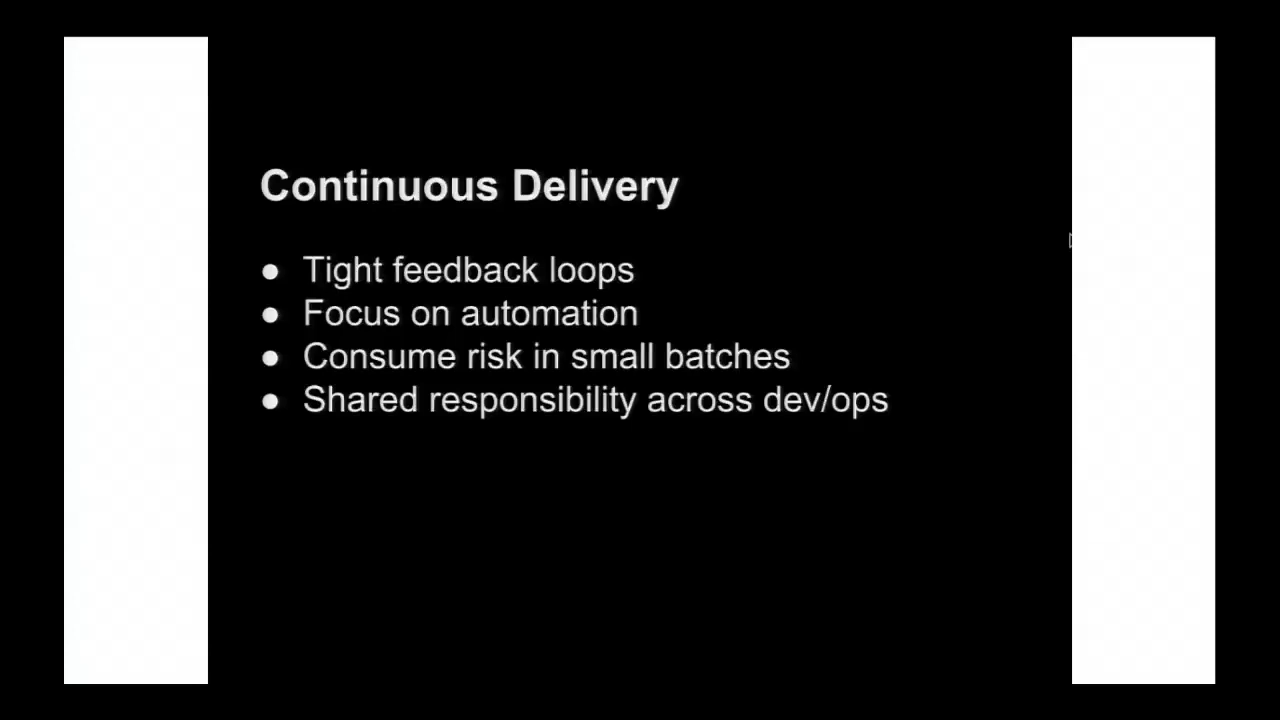 Continuous Delivery
● Tight feedback loops
● Focus on automation
● Consume risk in small batches
● Shared responsibility across dev/ops